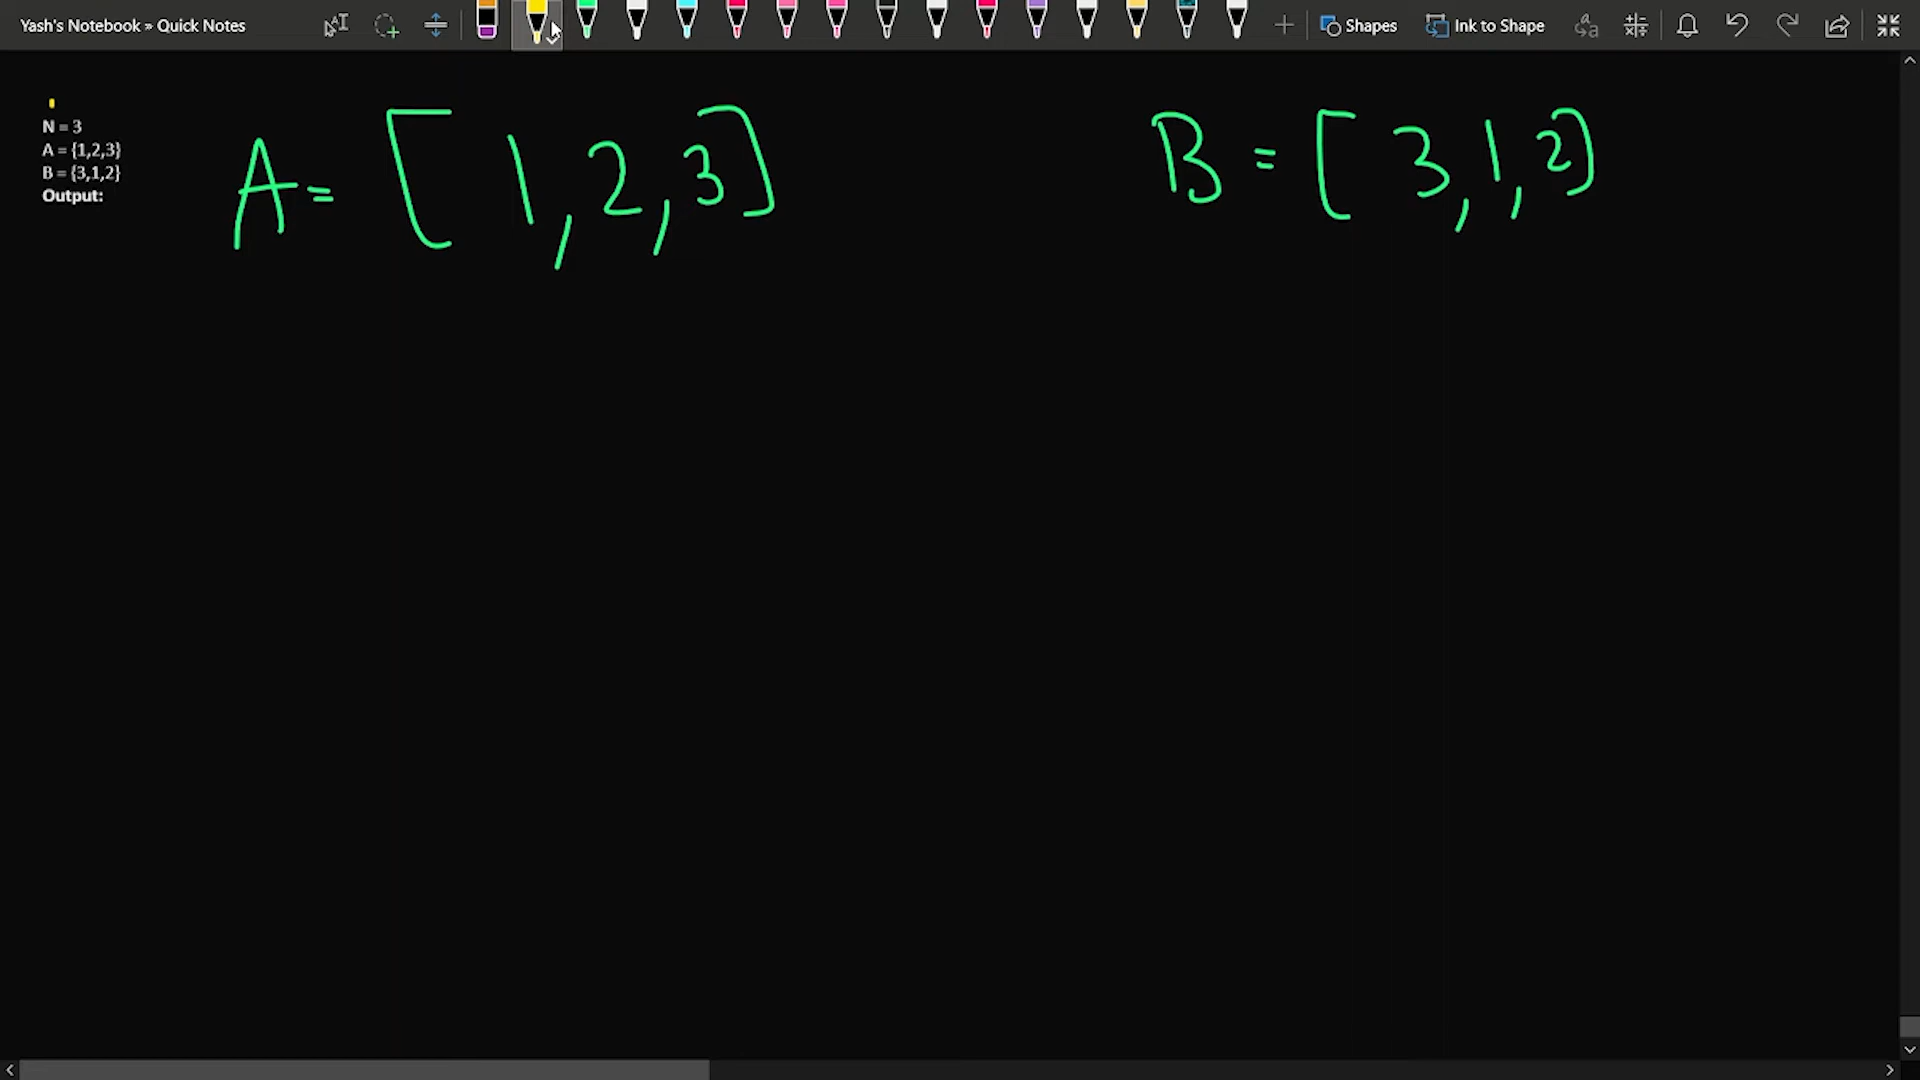 Yash's Notebook » Quick Notes
Shapes
Ink to Shape
N = 3
A = {1,2,3}
B = {3,1,2}
Output:
A = [ 1, 2, 3 ]
B = [ 3, 1, 2 ]